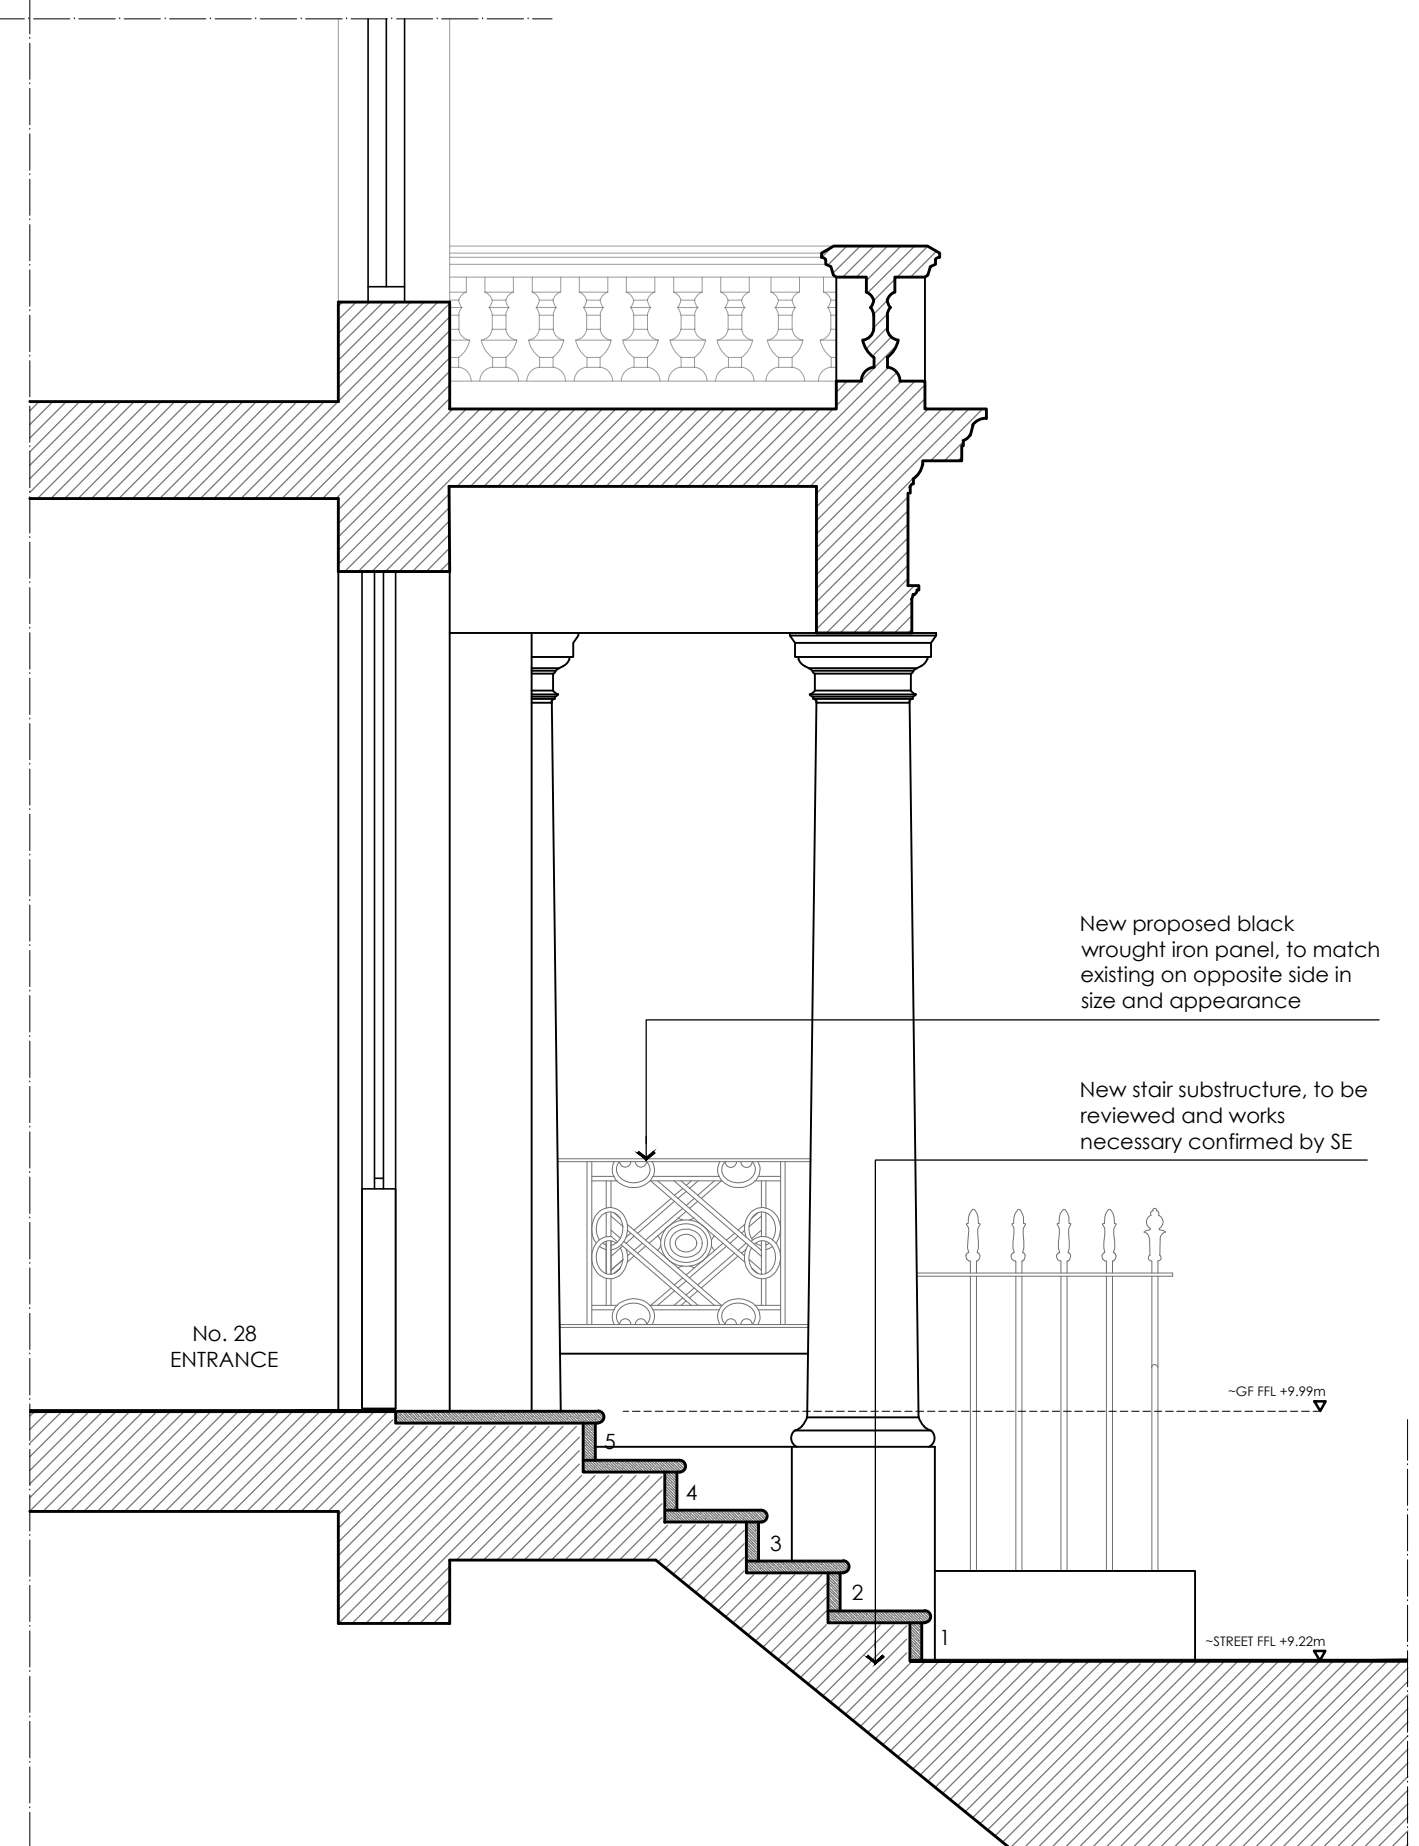 New proposed black
wrought iron panel, to match
existing on opposite side in
size and appearance
New stair substructure, to be
reviewed and works
necessary confirmed by SE
No. 28
ENTRANCE
~GF FFL +9.99m
5
4
3
2
1
~STREET FFL +9.22m